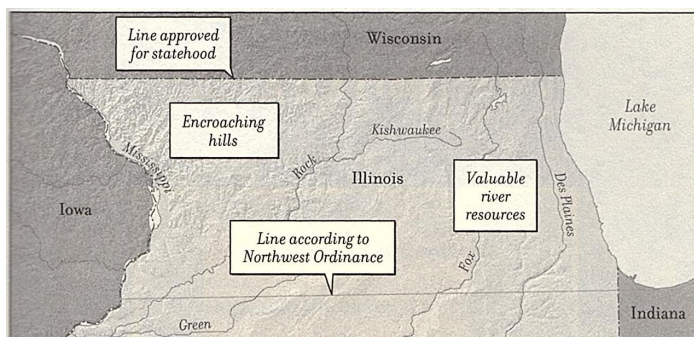 Line approved
for statehood
Wisconsin
Lake
Michigan
Encroaching
hills
Kishwaukee
Mississippi
Rock
Illinois
Valuable
river
resources
Des Plaines
Iowa
Line according to
Northwest Ordinance
Fox
Green
Indiana